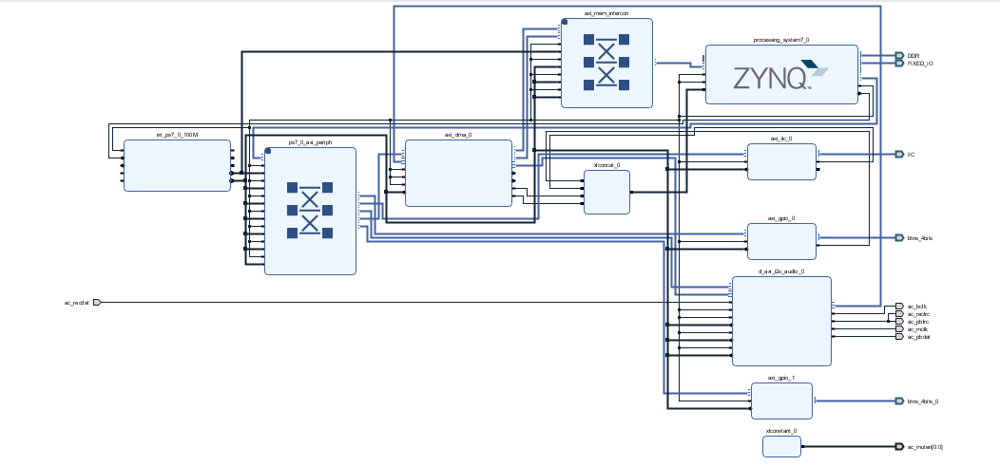 axi_mem_intercon
processing_system7_0
ZYNQ
DDR
FIXED_IO
rst_ps7_0_100M
ps7_0_axi_periph
axi_dma_0
axi_iic_0
IIC
xlconcat_0
axi_gpio_0
btns_4bits
d_axi_i2s_audio_0
ac_recdat
ac_bclk
ac_reclrc
ac_pblrc
ac_mclk
ac_pbdat
axi_gpio_1
btns_4bits_0
xlconstant_0
ac_muten[0:0]